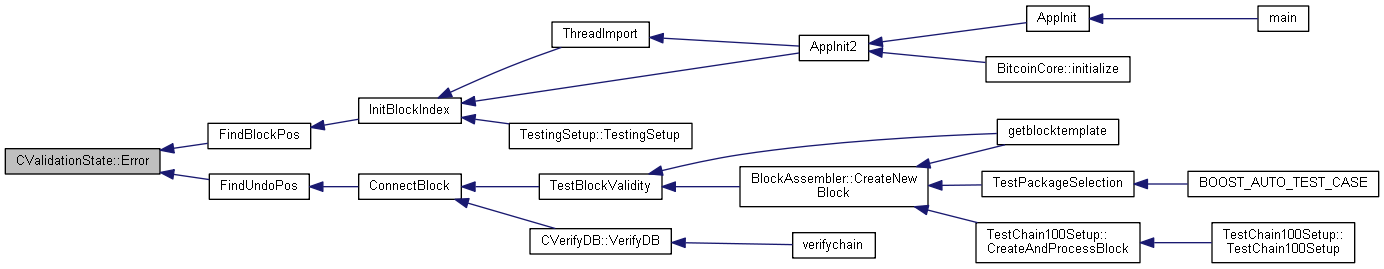 CValidationState::Error
FindBlockPos
InitBlockIndex
ThreadImport
AppInit2
AppInit
main
BitcoinCore::initialize
TestingSetup::TestingSetup
FindUndoPos
ConnectBlock
TestBlockValidity
getblocktemplate
BlockAssembler::CreateNew
Block
TestPackageSelection
BOOST_AUTO_TEST_CASE
TestChain100Setup::
CreateAndProcessBlock
TestChain100Setup::
TestChain100Setup
CVerifyDB::VerifyDB
verifychain